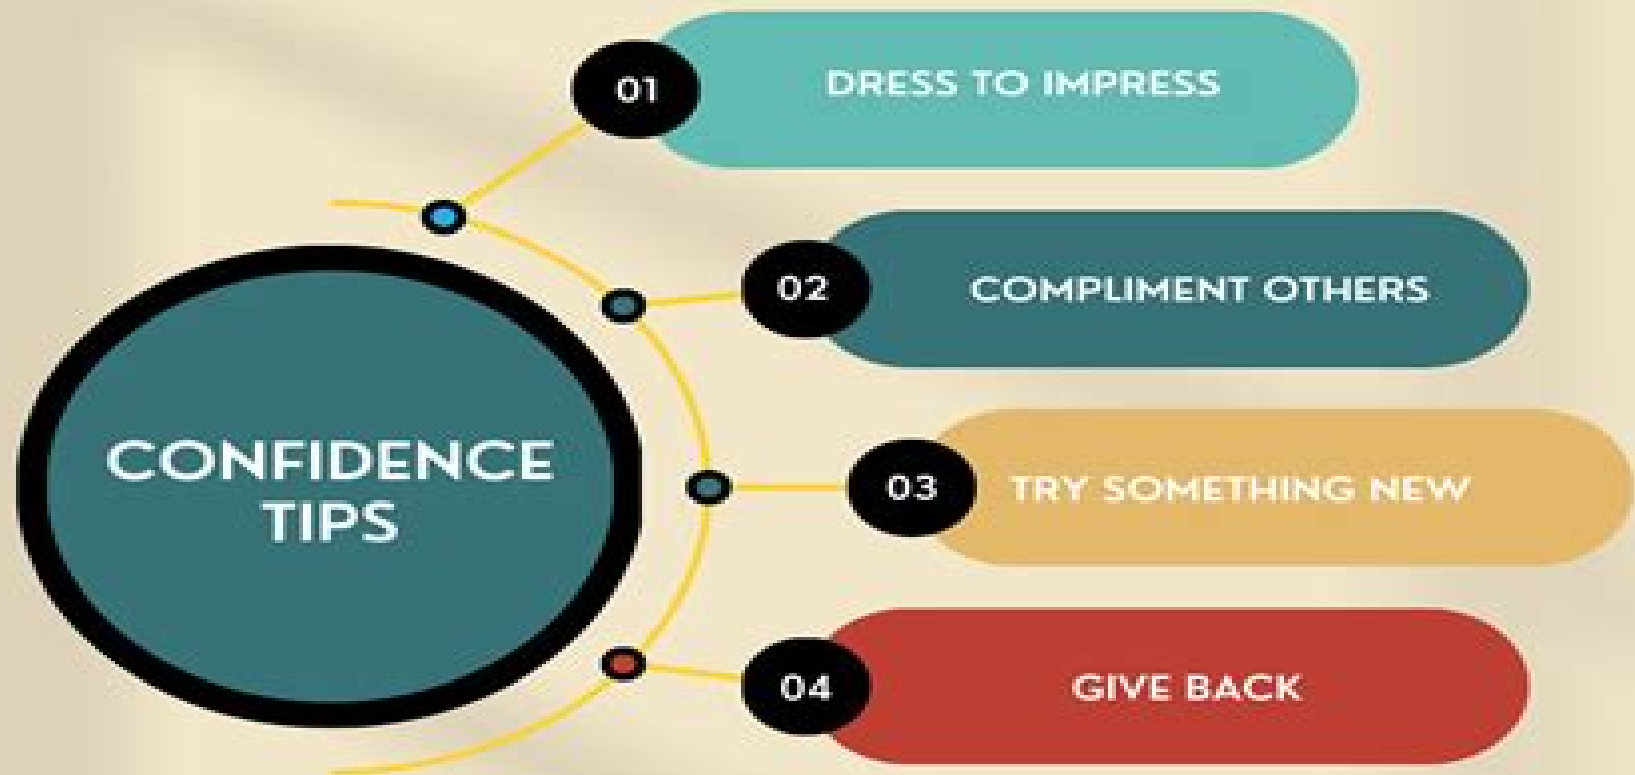 01
DRESS TO IMPRESS
02
COMPLIMENT OTHERS
CONFIDENCE
TIPS
03
TRY SOMETHING NEW
04
GIVE BACK